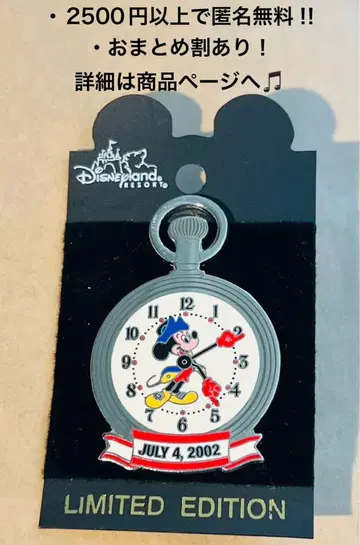 ・2500円以上で匿名無料!!
・おまとめ割あり！
詳細は商品ページへ🎵
Disneyland
RESORT®
12
11 1
10 2
9 3
8 4
7 5
6
JULY 4, 2002
LIMITED EDITION